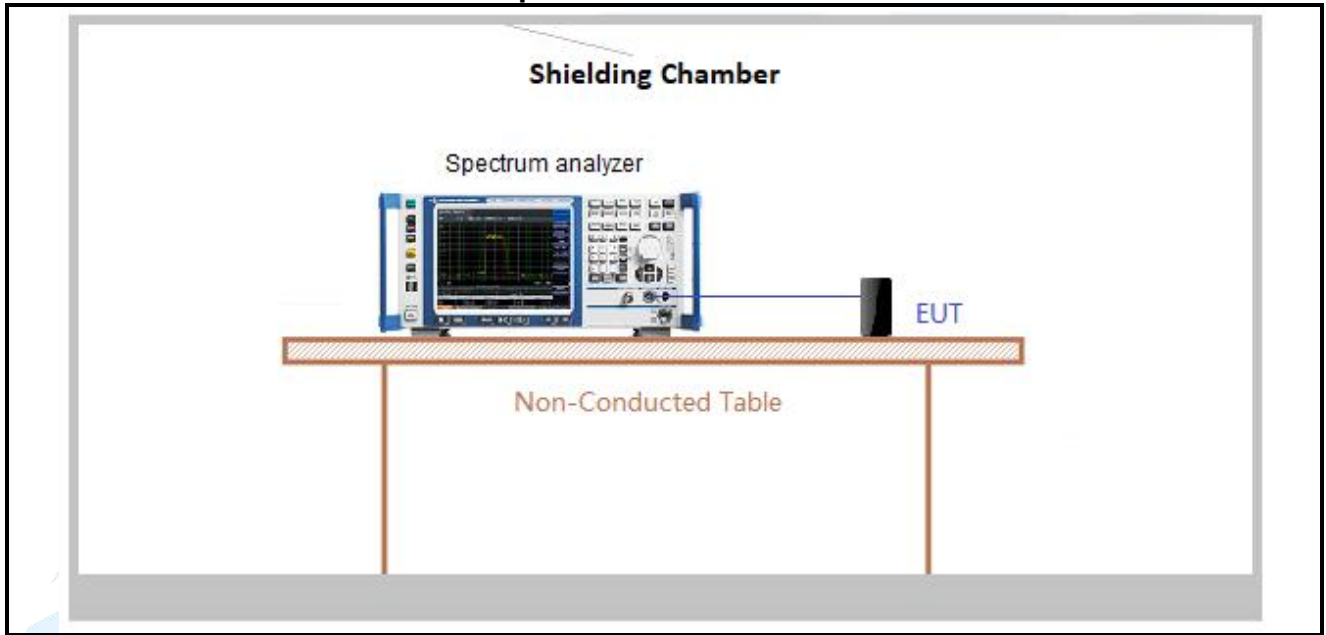 Shielding Chamber
Spectrum analyzer
EUT
Non-Conducted Table